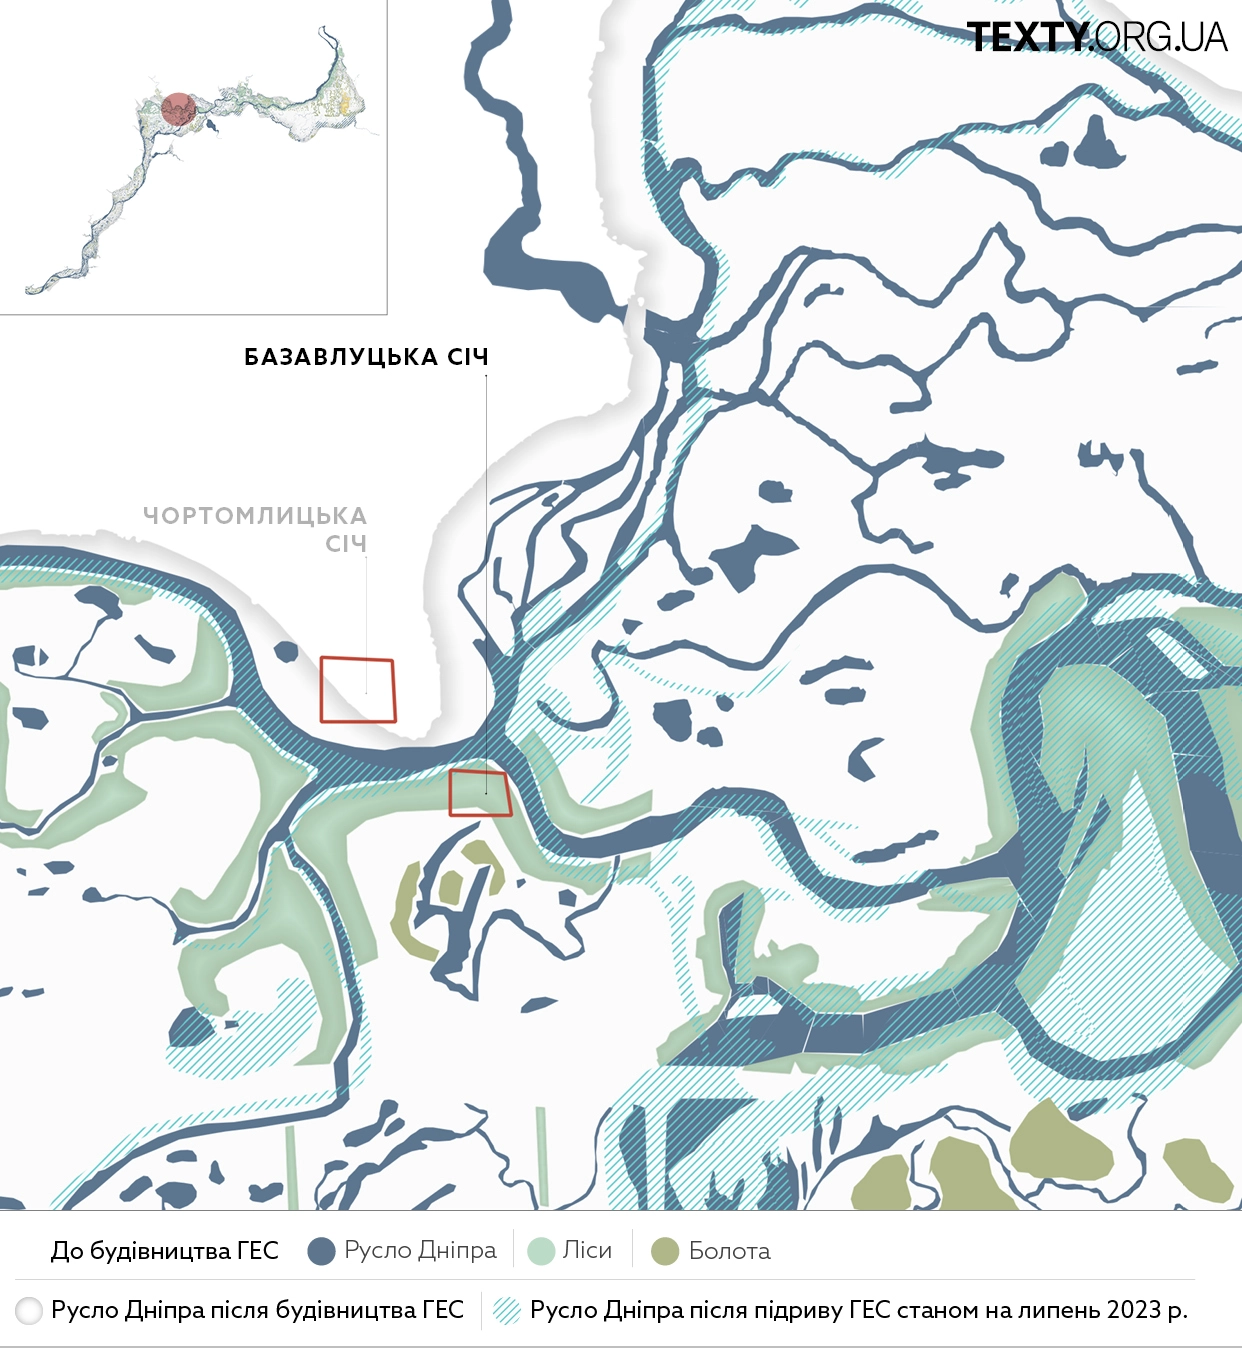 TEXTY.ORG.UA
БАЗАВЛУЦЬКА СІЧ
ЧОРТОМЛИЦЬКА
СІЧ
До будівництва ГЕС
Русло Дніпра
Ліси
Болота
Русло Дніпра після будівництва ГЕС
Русло Дніпра після підриву ГЕС станом на липень 2023 р.